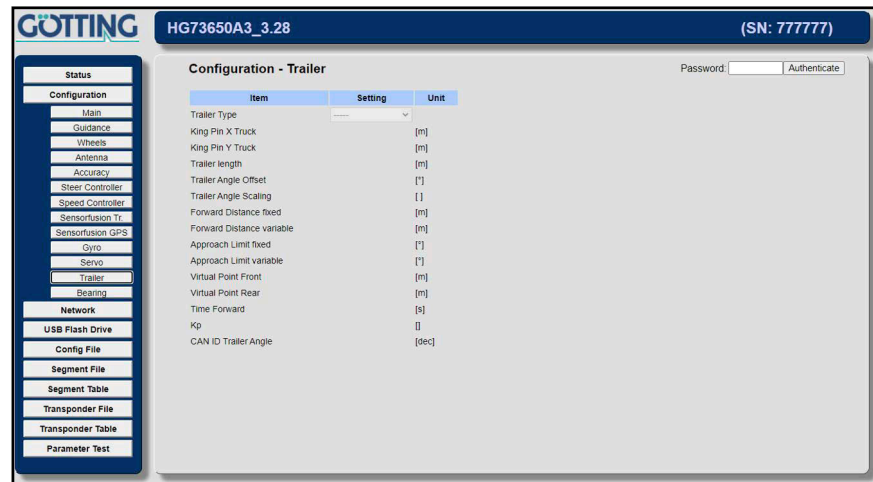 GÖTTING
HG73650A3_3.28 (SN: 777777)
Status
Configuration
Main
Guidance
Wheels
Antenna
Accuracy
Steer Controller
Speed Controller
Sensorfusion Tr.
Sensorfusion GPS
Gyro
Servo
Trailer
Bearing
Network
USB Flash Drive
Config File
Segment File
Segment Table
Transponder File
Transponder Table
Parameter Test
Configuration - Trailer
Password: Authenticate
Item Setting Unit
Trailer Type -----
King Pin X Truck [m]
King Pin Y Truck [m]
Trailer length [m]
Trailer Angle Offset [°]
Trailer Angle Scaling [ ]
Forward Distance fixed [m]
Forward Distance variable [m]
Approach Limit fixed [°]
Approach Limit variable [°]
Virtual Point Front [m]
Virtual Point Rear [m]
Time Forward [s]
Kp []
CAN ID Trailer Angle [dec]